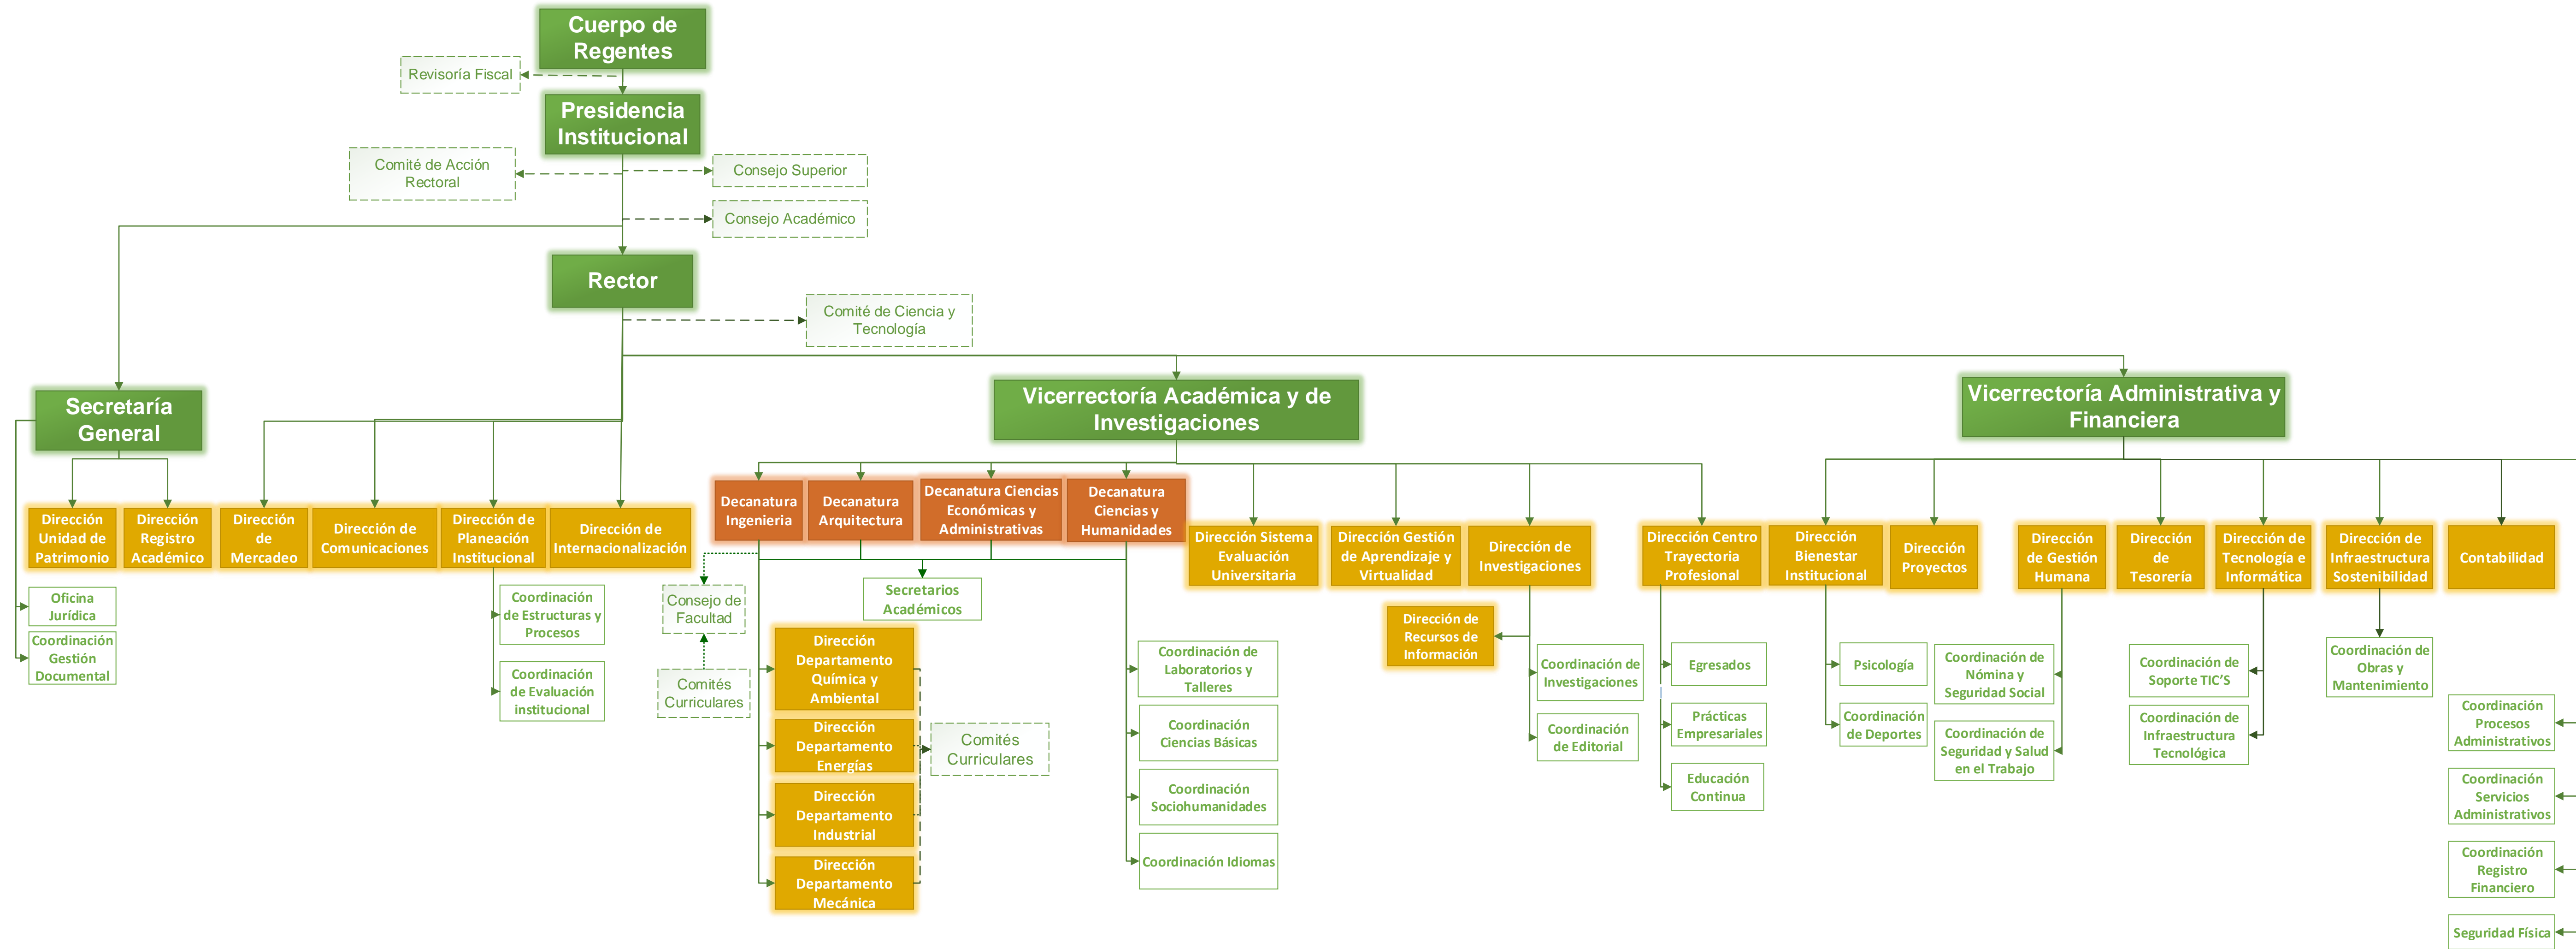 Cuerpo de
Regentes
Revisoría Fiscal
Presidencia
Institucional
Comité de Acción
Rectoral
Consejo Superior
Consejo Académico
Rector
Comité de Ciencia y
Tecnología
Secretaría
General
Vicerrectoría Académica y de
Investigaciones
Vicerrectoría Administrativa y
Financiera
Dirección
Unidad de
Patrimonio
Dirección
Registro
Académico
Dirección
de
Mercadeo
Dirección de
Comunicaciones
Dirección de
Planeación
Institucional
Dirección de
Internacionalización
Decanatura
Ingenieria
Decanatura
Arquitectura
Decanatura Ciencias
Económicas y
Administrativas
Decanatura
Ciencias y
Humanidades
Dirección Sistema
Evaluación
Universitaria
Dirección Gestión
de Aprendizaje y
Virtualidad
Dirección de
Investigaciones
Dirección Centro
Trayectoria
Profesional
Dirección
Bienestar
Institucional
Dirección
Proyectos
Dirección
de Gestión
Humana
Dirección
de
Tesorería
Dirección de
Tecnología e
Informática
Dirección de
Infraestructura
Sostenibilidad
Contabilidad
Oficina
Jurídica
Coordinación
Gestión
Documental
Coordinación
de Estructuras y
Procesos
Coordinación
de Evaluación
institucional
Consejo de
Facultad
Comités
Curriculares
Secretarios
Académicos
Dirección
Departamento
Química y
Ambiental
Dirección
Departamento
Energías
Dirección
Departamento
Industrial
Dirección
Departamento
Mecánica
Comités
Curriculares
Coordinación de
Laboratorios y
Talleres
Coordinación
Ciencias Básicas
Coordinación
Sociohumanidades
Coordinación Idiomas
Dirección de
Recursos de
Información
Coordinación de
Investigaciones
Coordinación
de Editorial
Egresados
Prácticas
Empresariales
Educación
Continua
Psicología
Coordinación
de Deportes
Coordinación de
Nómina y
Seguridad Social
Coordinación de
Seguridad y Salud
en el Trabajo
Coordinación de
Soporte TIC’S
Coordinación de
Infraestructura
Tecnológica
Coordinación de
Obras y
Mantenimiento
Coordinación
Procesos
Administrativos
Coordinación
Servicios
Administrativos
Coordinación
Registro
Financiero
Seguridad Física